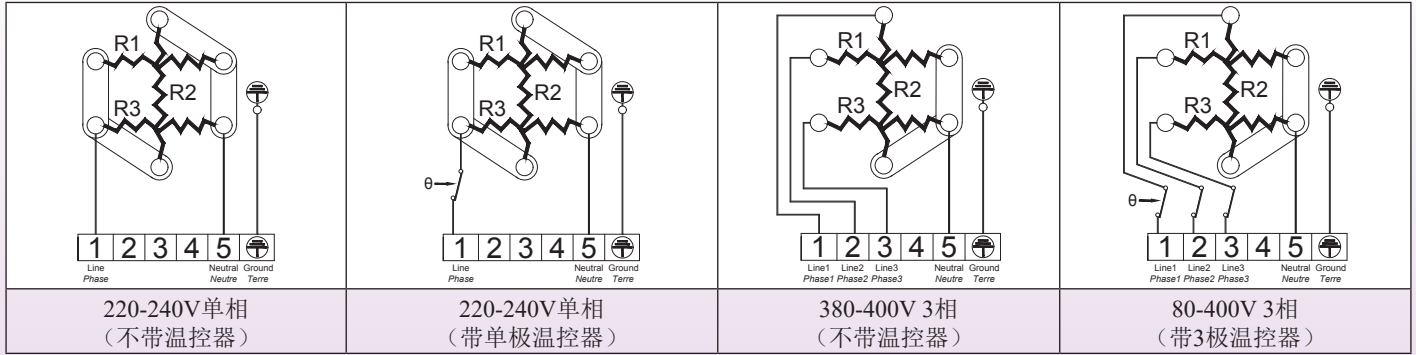 R1
R2
R3
1 2 3 4 5
Line Neutral Ground
Phase Neutre Terre
220-240V单相
（不带温控器）
R1
R2
R3
θ
1 2 3 4 5
Line Neutral Ground
Phase Neutre Terre
220-240V单相
（带单极温控器）
R1
R2
R3
1 2 3 4 5
Line1 Line2 Line3 Neutral Ground
Phase1 Phase2 Phase3 Neutre Terre
380-400V 3相
（不带温控器）
R1
R2
R3
θ
1 2 3 4 5
Line1 Line2 Line3 Neutral Ground
Phase1 Phase2 Phase3 Neutre Terre
80-400V 3相
（带3极温控器）